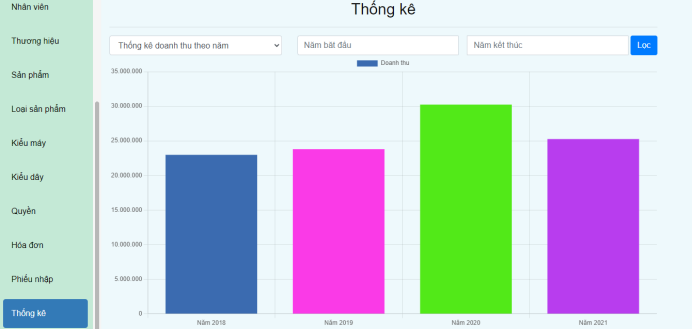 Thống kê
Nhân viên
Thương hiệu
Sản phẩm
Loại sản phẩm
Kiểu máy
Kiểu dây
Quyền
Hóa đơn
Phiếu nhập
Thống kê
Thống kê doanh thu theo năm
Năm bắt đầu
Năm kết thúc
Lọc
Doanh thu
35.000.000
30.000.000
25.000.000
20.000.000
15.000.000
10.000.000
5.000.000
0
Năm 2018
Năm 2019
Năm 2020
Năm 2021